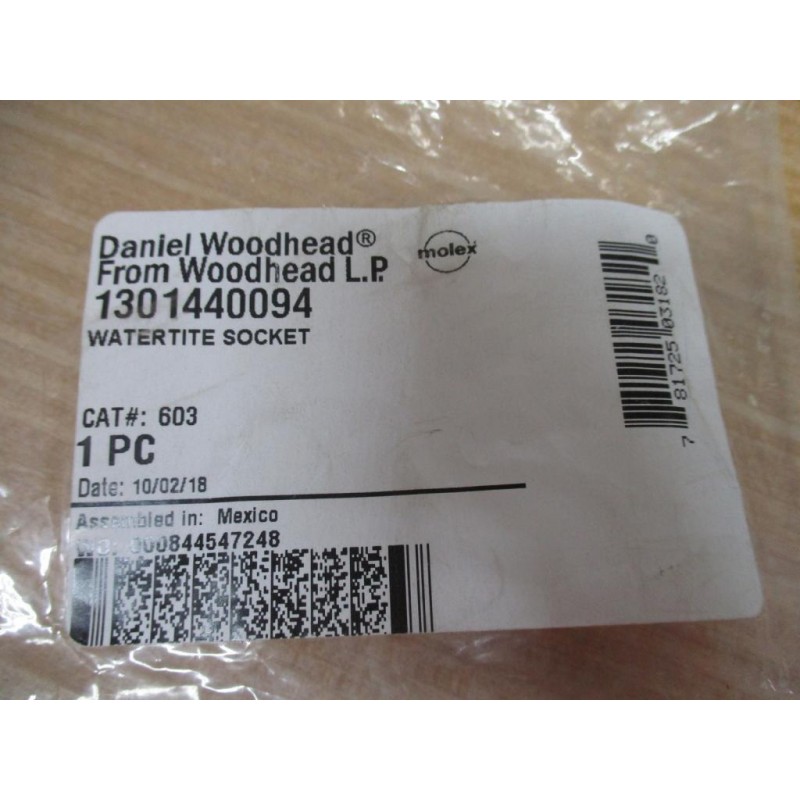 Daniel Woodhead®
From Woodhead L.P.
molex
1301440094
WATERTITE SOCKET
CAT#: 603
1 PC
Date: 10/02/18
Assembled in: Mexico
WO: 000844547248
7 81725 03182 0